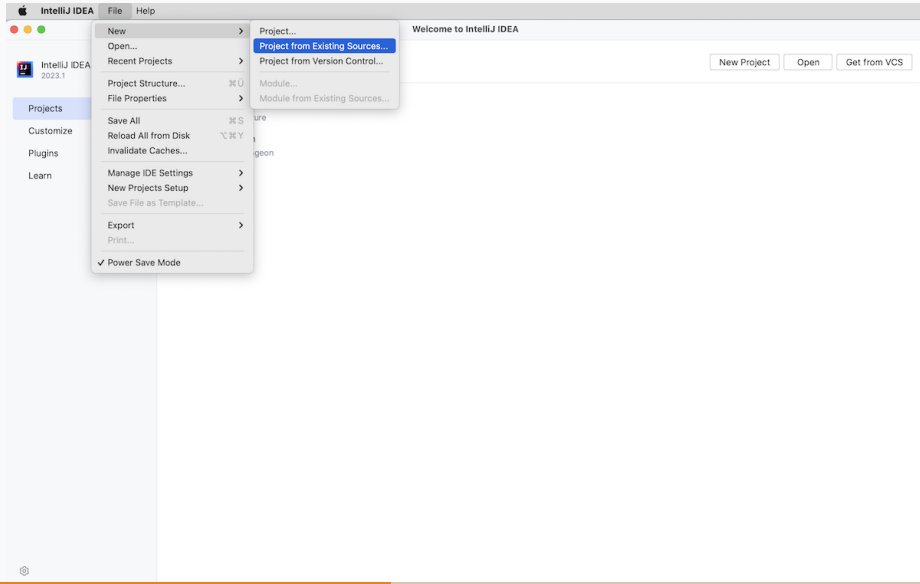 IntelliJ IDEA File Help
Welcome to IntelliJ IDEA
IntelliJ IDEA
2023.1
Projects
Customize
Plugins
Learn
New
Open...
Recent Projects
Project Structure... ⌘Ü
File Properties
Save All ⌘S
Reload All from Disk ⌥⌘Y
Invalidate Caches...
Manage IDE Settings
New Projects Setup
Save File as Template...
Export
Print...
✓ Power Save Mode
Project...
Project from Existing Sources...
Project from Version Control...
Module...
Module from Existing Sources...
New Project Open Get from VCS